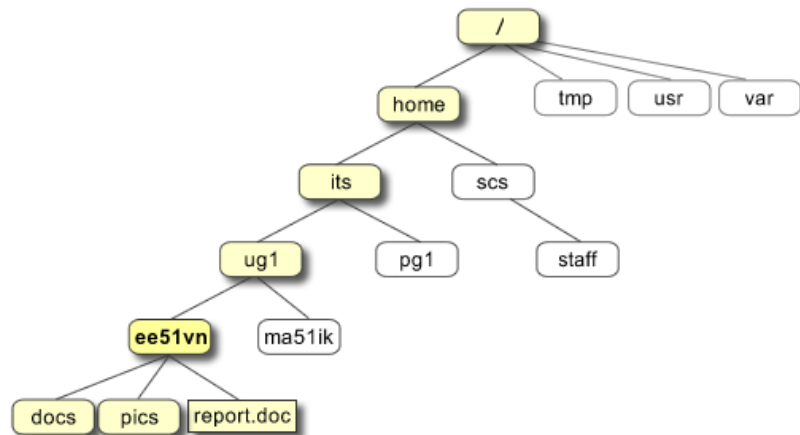 /
home
tmp
usr
var
its
scs
ug1
pg1
staff
ee51vn
ma51ik
docs
pics
report.doc